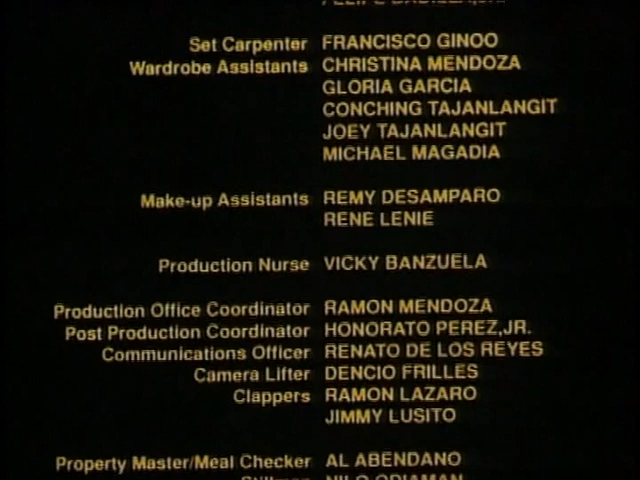 Set Carpenter FRANCISCO GINOO
Wardrobe Assistants CHRISTINA MENDOZA
GLORIA GARCIA
CONCHING TAJANLANGIT
JOEY TAJANLANGIT
MICHAEL MAGADIA
Make-up Assistants REMY DESAMPARO
RENE LENIE
Production Nurse VICKY BANZUELA
Production Office Coordinator RAMON MENDOZA
Post Production Coordinator HONORATO PEREZ,JR.
Communications Officer RENATO DE LOS REYES
Camera Lifter DENCIO FRILLES
Clappers RAMON LAZARO
JIMMY LUSITO
Property Master/Meal Checker AL ABENDANO